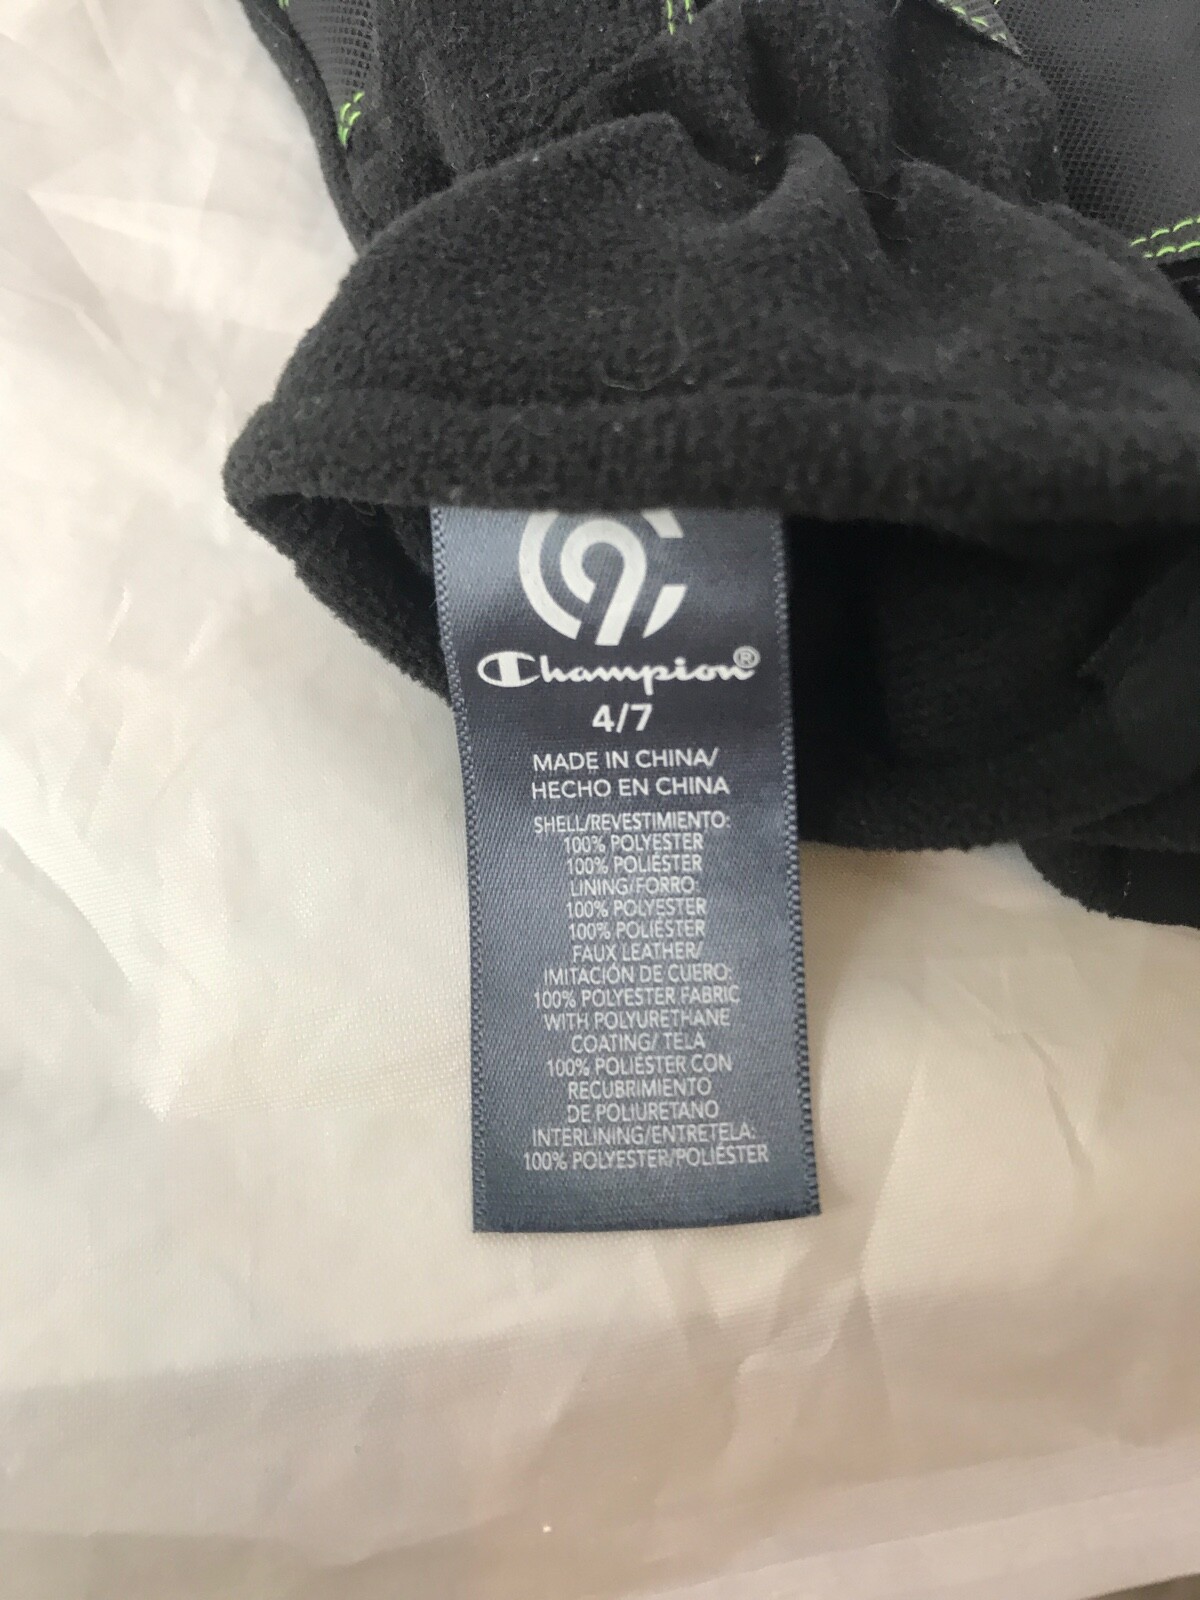 C9
Champion®
4/7
MADE IN CHINA/
HECHO EN CHINA
SHELL/REVESTIMIENTO:
100% POLYESTER
100% POLIÉSTER
LINING/FORRO:
100% POLYESTER
100% POLIÉSTER
FAUX LEATHER/
IMITACIÓN DE CUERO:
100% POLYESTER FABRIC
WITH POLYURETHANE
COATING/ TELA
100% POLIÉSTER CON
RECUBRIMIENTO
DE POLIURETANO
INTERLINING/ENTRETELA:
100% POLYESTER/POLIÉSTER